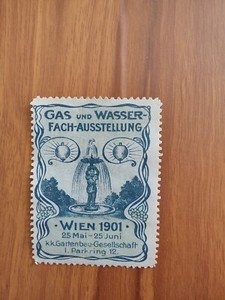 GAS UND WASSER-
FACH-AUSSTELLUNG
· WIEN 1901 ·
25 Mai - 25 Juni
k.k. Gartenbau-Gesellschaft
I. Parkring 12.